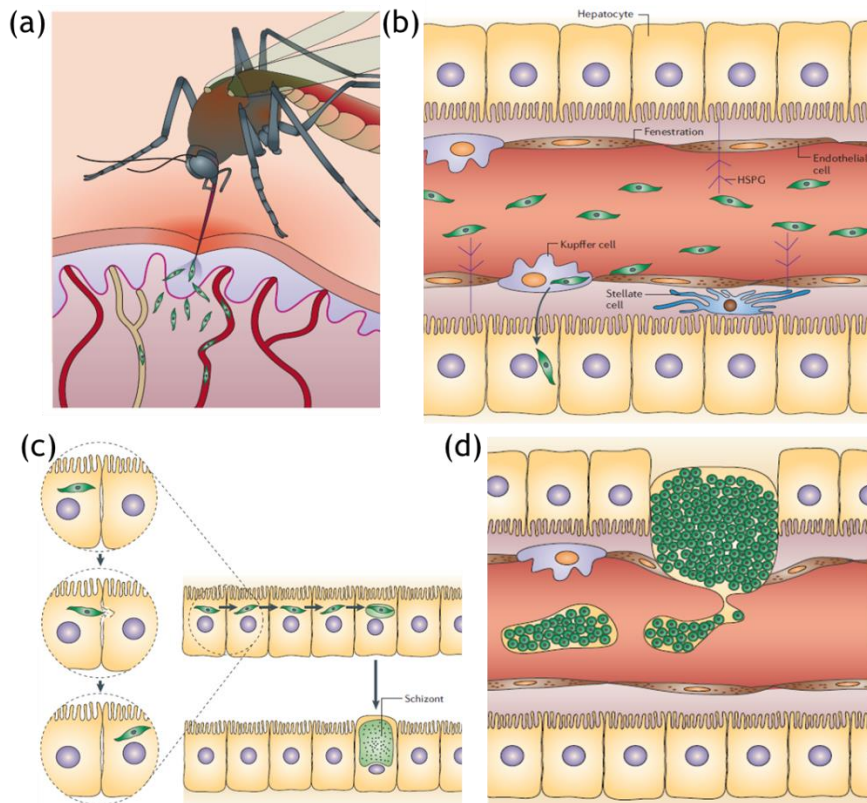 (a)
(b)
Hepatocyte
Fenestration
Endothelial
cell
HSPG
Kupffer cell
Stellate
cell
(c)
Schizont
(d)